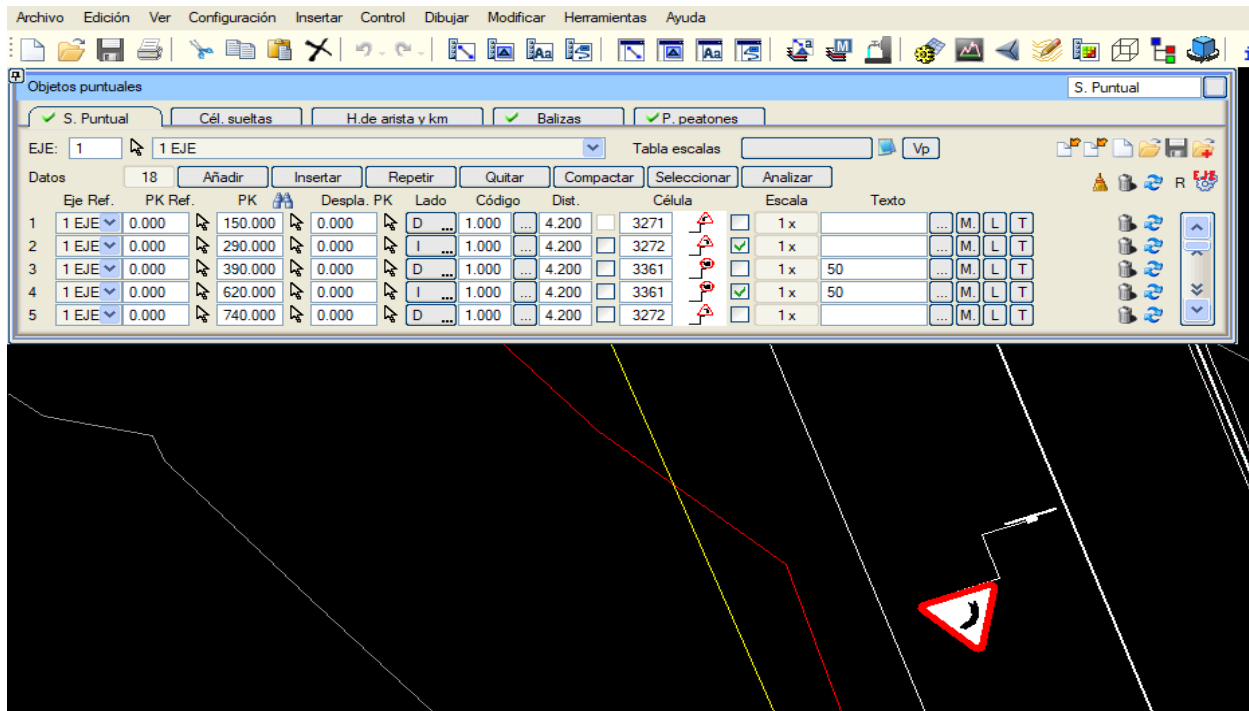 Archivo Edición Ver Configuración Insertar Control Dibujar Modificar Herramientas Ayuda
Objetos puntuales S. Puntual
S. Puntual Cél. sueltas H.de arista y km Balizas P. peatones
EJE: 1 1 EJE Tabla escalas Vp
Datos 18 Añadir Insertar Repetir Quitar Compactar Seleccionar Analizar R EJE
Eje Ref. PK Ref. PK Despla. PK Lado Código Dist. Célula Escala Texto
1 1 EJE 0.000 150.000 0.000 D ... 1.000 ... 4.200 3271 1 x ... M. L T
2 1 EJE 0.000 290.000 0.000 I ... 1.000 ... 4.200 3272 1 x ... M. L T
3 1 EJE 0.000 390.000 0.000 D ... 1.000 ... 4.200 3361 1 x 50 ... M. L T
4 1 EJE 0.000 620.000 0.000 I ... 1.000 ... 4.200 3361 1 x 50 ... M. L T
5 1 EJE 0.000 740.000 0.000 D ... 1.000 ... 4.200 3272 1 x ... M. L T